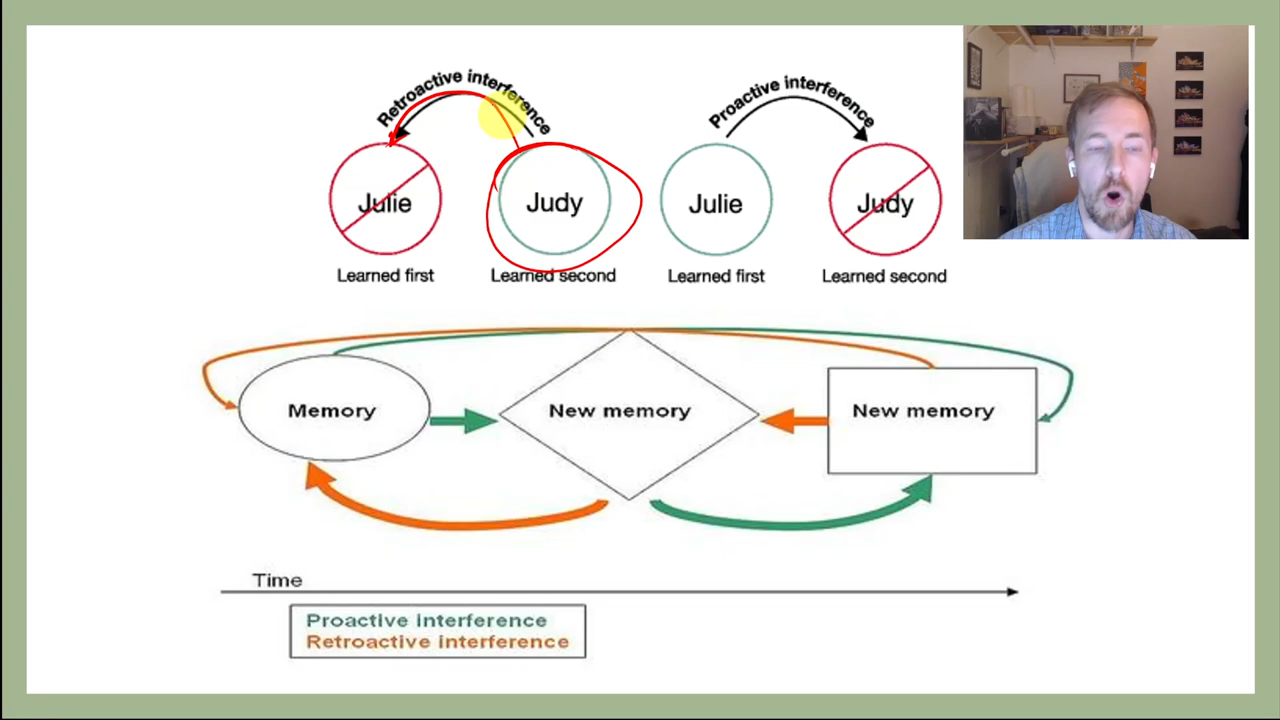 Retroactive interference
Proactive interference
Julie
Judy
Julie
Judy
Learned first
Learned second
Learned first
Learned second
Memory
New memory
New memory
Time
Proactive interference
Retroactive interference